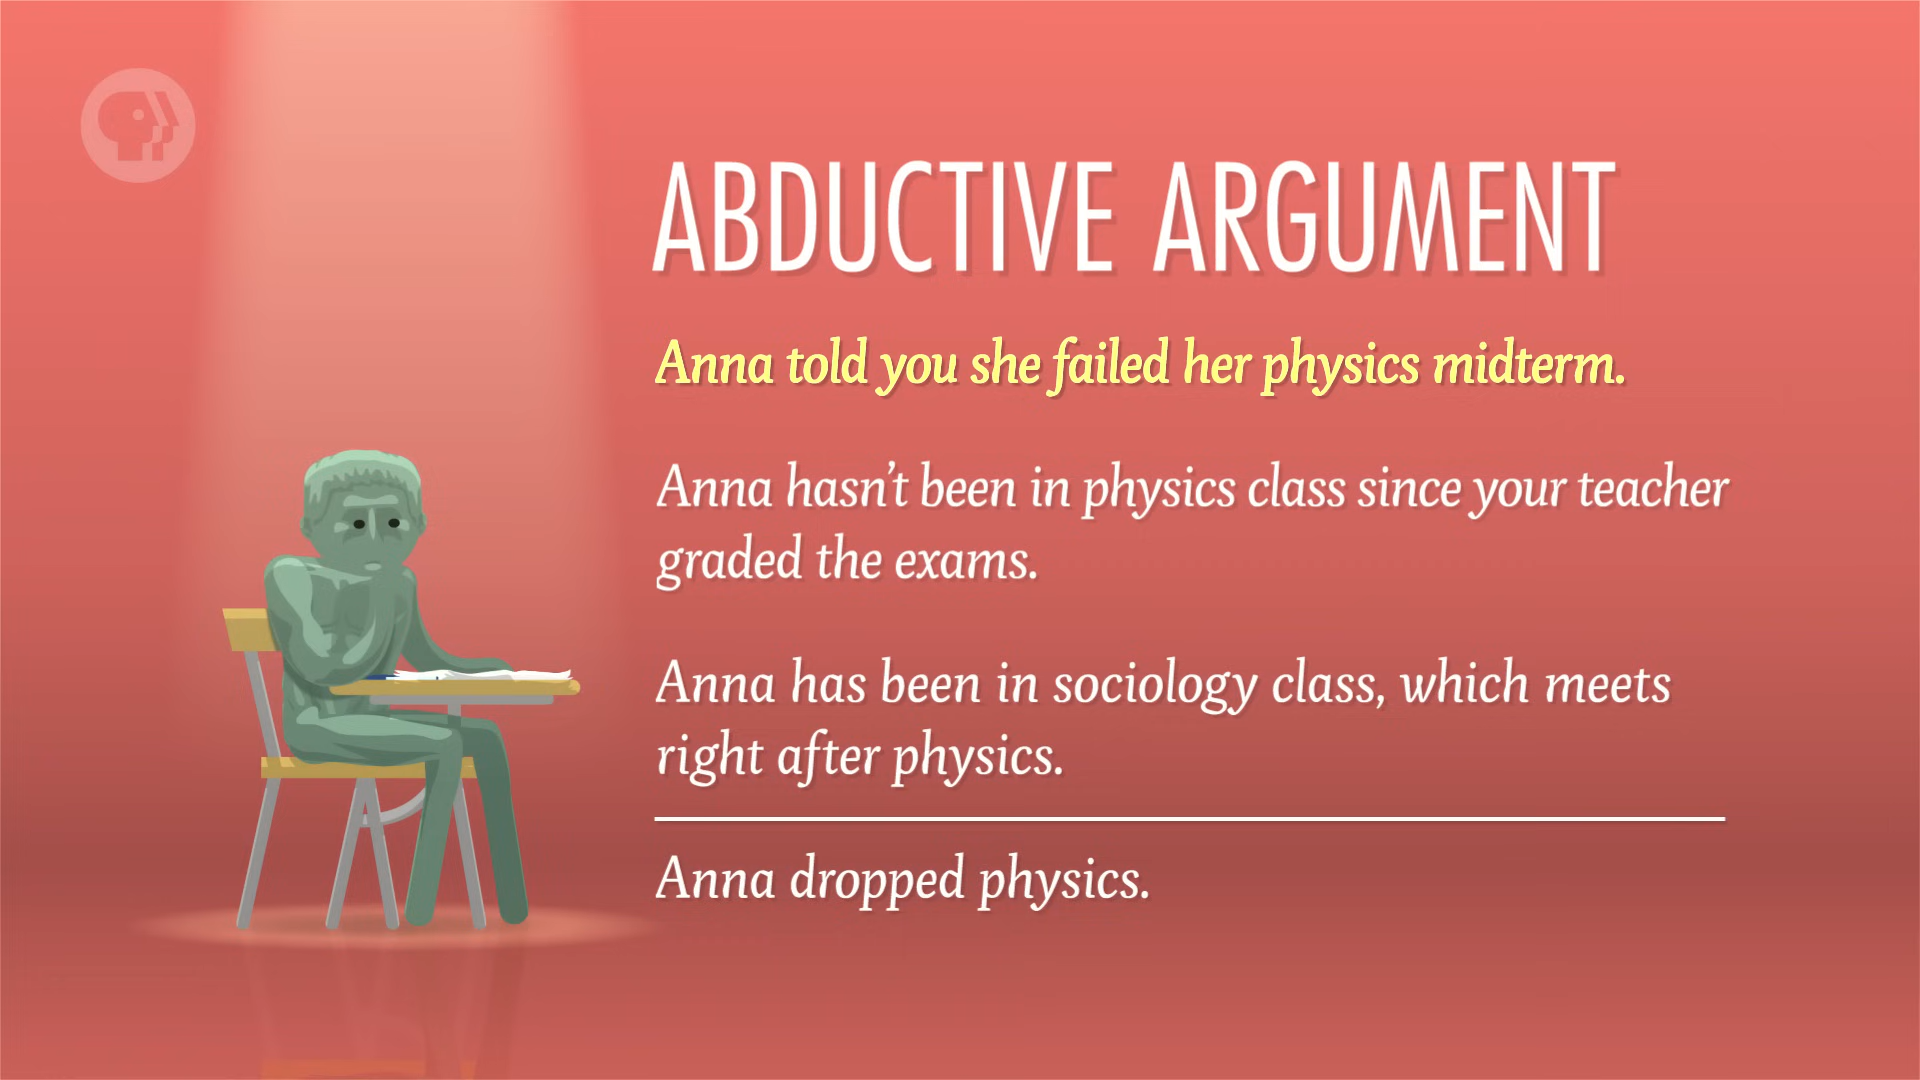 ABDUCTIVE ARGUMENT
Anna told you she failed her physics midterm.
Anna hasn't been in physics class since your teacher
graded the exams.
Anna has been in sociology class, which meets
right after physics.
Anna dropped physics.